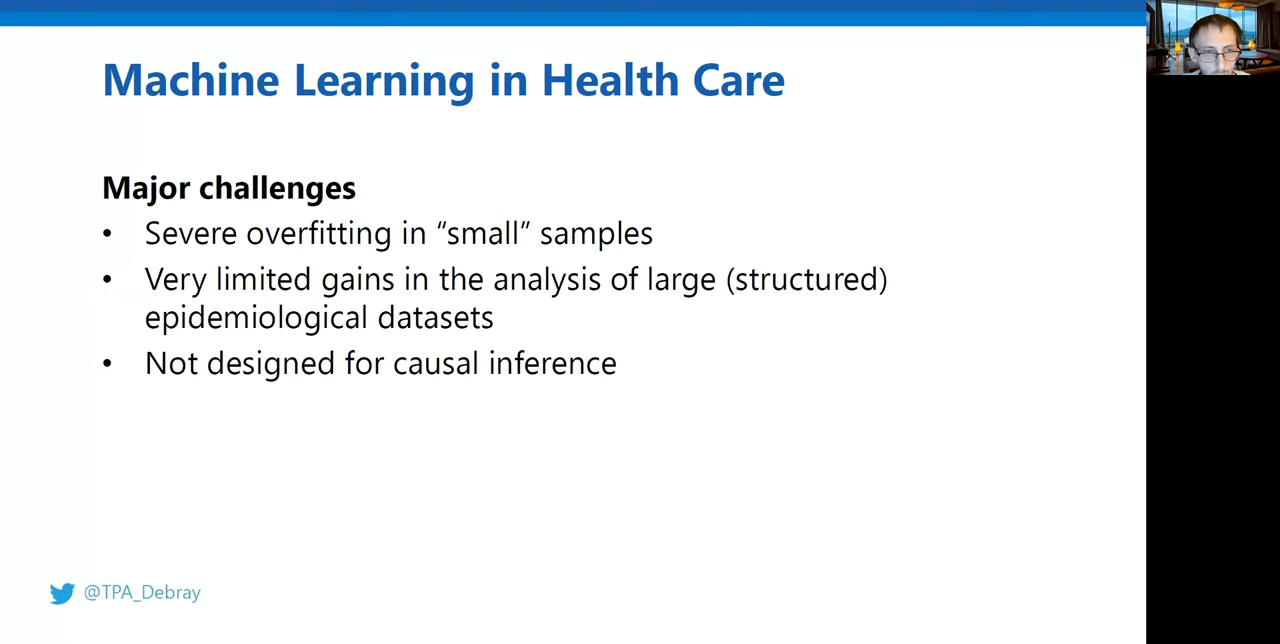 Machine Learning in Health Care
Major challenges
• Severe overfitting in “small” samples
• Very limited gains in the analysis of large (structured)
epidemiological datasets
• Not designed for causal inference
@TPA_Debray